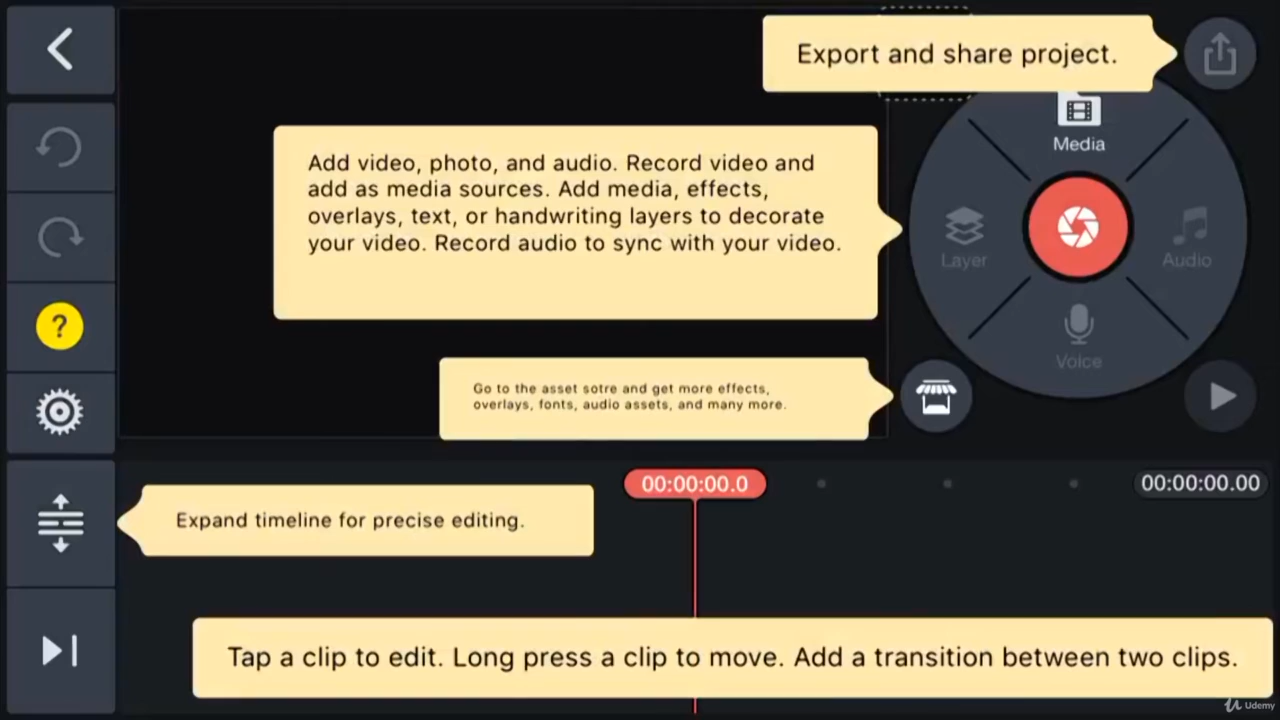 Export and share project.
Media
Add video, photo, and audio. Record video and
add as media sources. Add media, effects,
overlays, text, or handwriting layers to decorate
your video. Record audio to sync with your video.
Layer
Audio
Voice
?
Go to the asset sotre and get more effects,
overlays, fonts, audio assets, and many more.
00:00:00.0
00:00:00.00
Expand timeline for precise editing.
Tap a clip to edit. Long press a clip to move. Add a transition between two clips.
Udemy